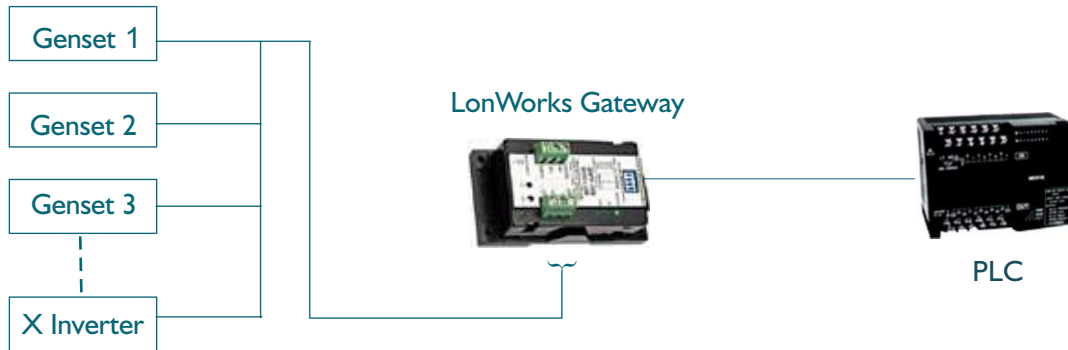 Genset 1
LonWorks Gateway
Genset 2
Genset 3
PLC
X Inverter